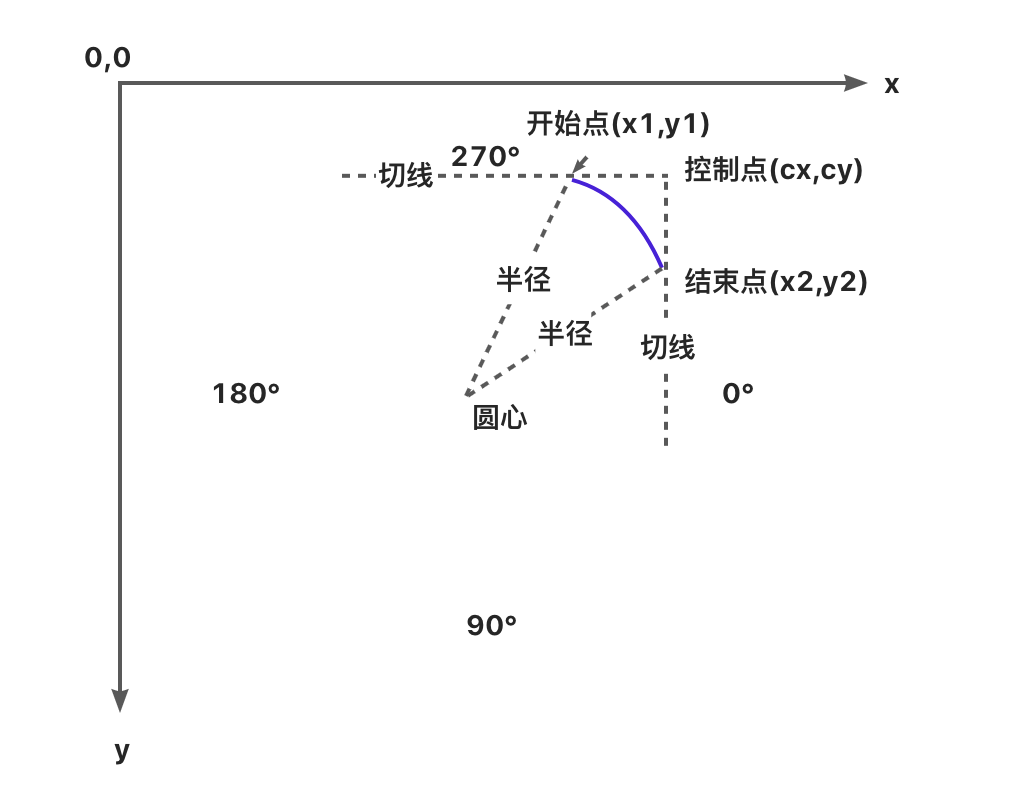 0,0
x
开始点(x1,y1)
270°
切线
控制点(cx,cy)
半径
结束点(x2,y2)
半径
切线
180°
0°
圆心
90°
y